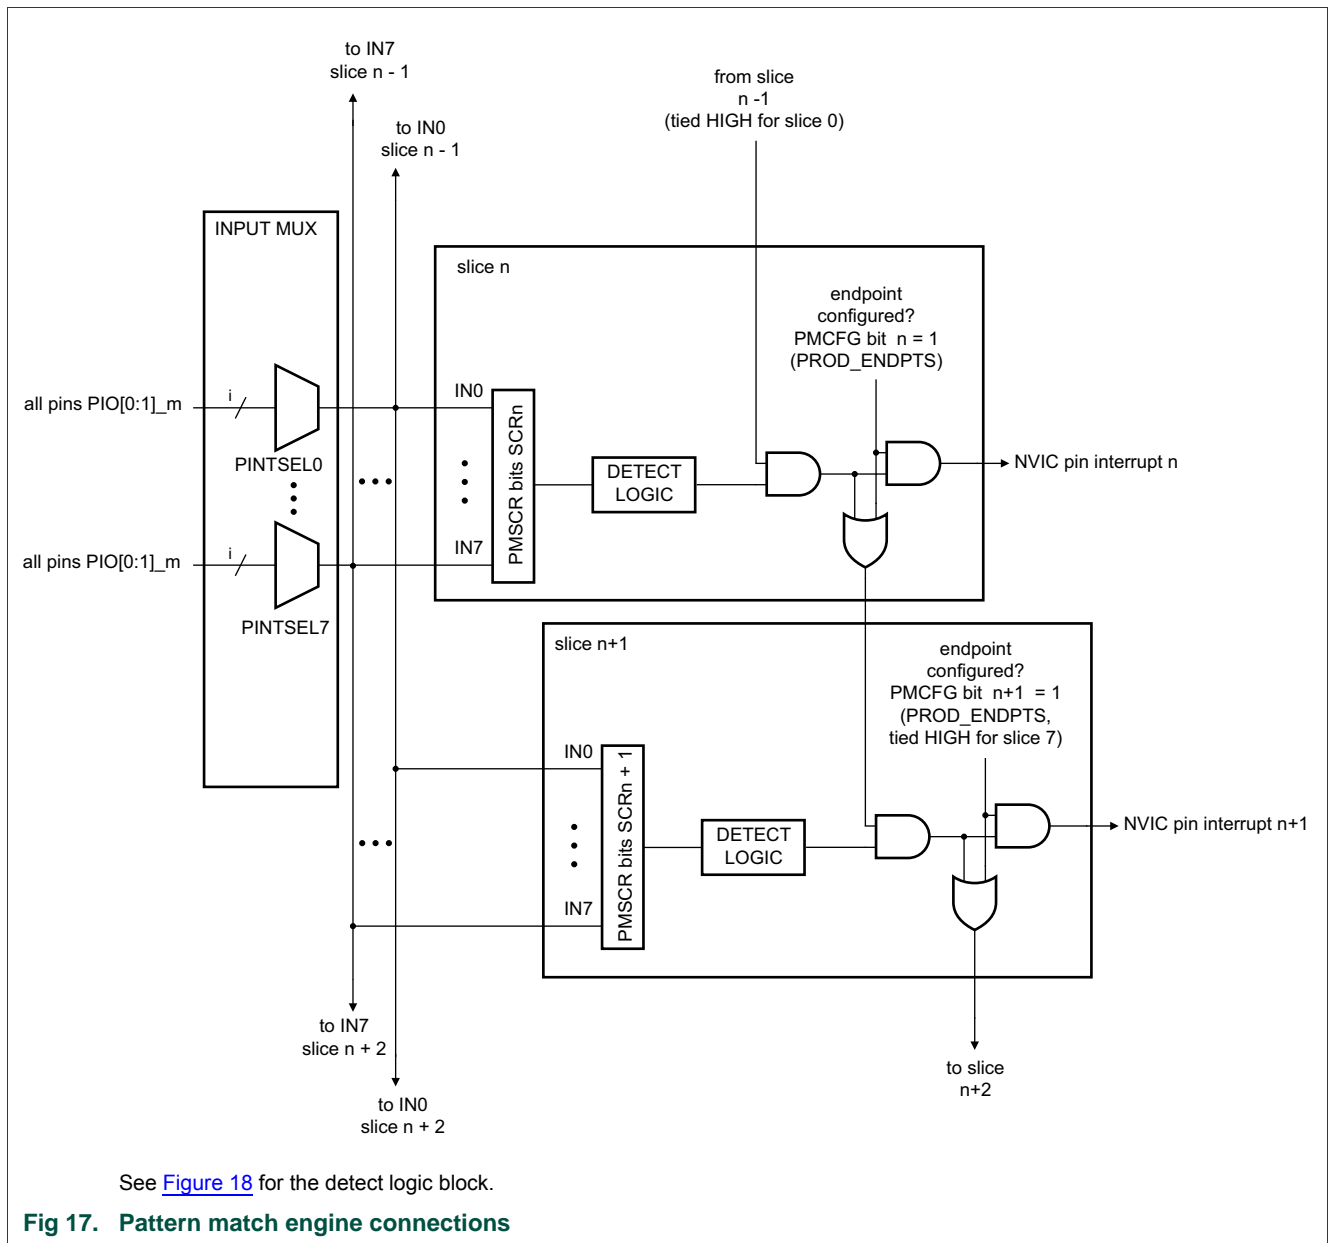 to IN7
slice n - 1
from slice
n -1
(tied HIGH for slice 0)
to IN0
slice n - 1
INPUT MUX
slice n
endpoint
configured?
PMCFG bit n = 1
(PROD_ENDPTS)
all pins PIO[0:1]_m
i
PINTSEL0
IN0
PMSCR bits SCRn
DETECT
LOGIC
NVIC pin interrupt n
all pins PIO[0:1]_m
i
PINTSEL7
IN7
slice n+1
endpoint
configured?
PMCFG bit n+1 = 1
(PROD_ENDPTS,
tied HIGH for slice 7)
IN0
PMSCR bits SCRn + 1
DETECT
LOGIC
NVIC pin interrupt n+1
IN7
to IN7
slice n + 2
to IN0
slice n + 2
to slice
n+2
See Figure 18 for the detect logic block.
Fig 17. Pattern match engine connections